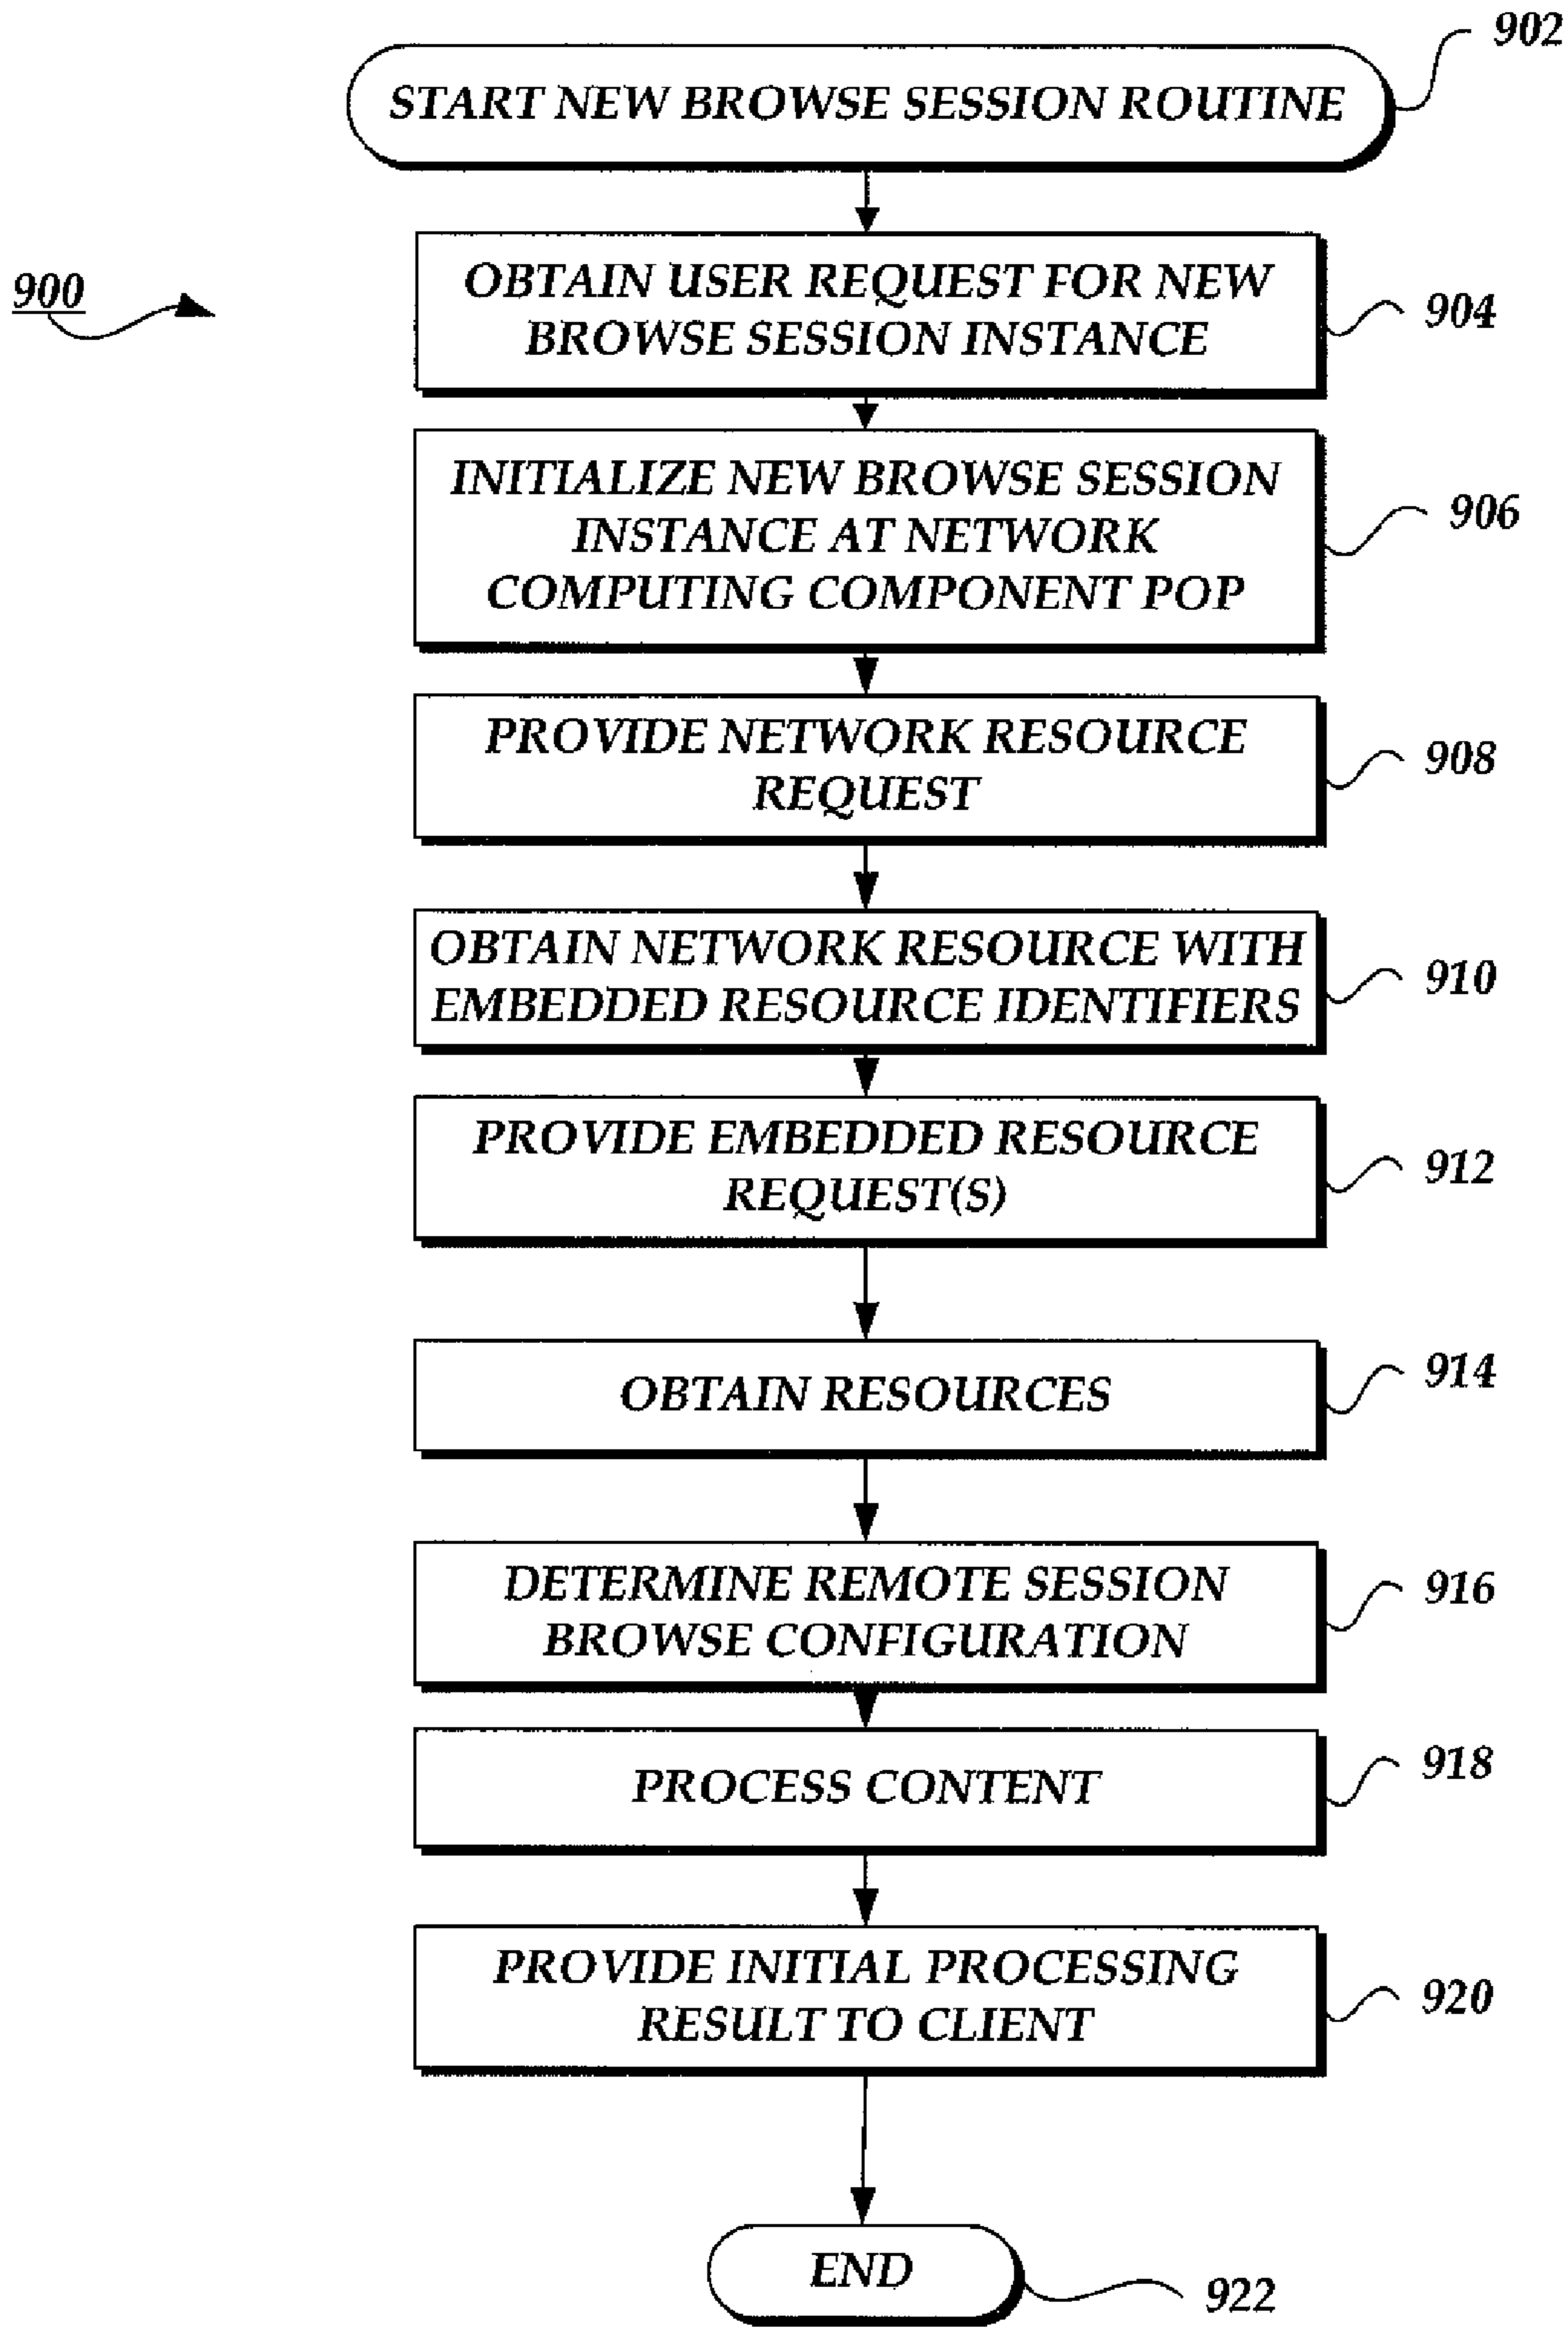 902
START NEW BROWSE SESSION ROUTINE
900
OBTAIN USER REQUEST FOR NEW
BROWSE SESSION INSTANCE
904
INITIALIZE NEW BROWSE SESSION
INSTANCE AT NETWORK
COMPUTING COMPONENT POP
906
PROVIDE NETWORK RESOURCE
REQUEST
908
OBTAIN NETWORK RESOURCE WITH
EMBEDDED RESOURCE IDENTIFIERS
910
PROVIDE EMBEDDED RESOURCE
REQUEST(S)
912
OBTAIN RESOURCES
914
DETERMINE REMOTE SESSION
BROWSE CONFIGURATION
916
PROCESS CONTENT
918
PROVIDE INITIAL PROCESSING
RESULT TO CLIENT
920
END
922